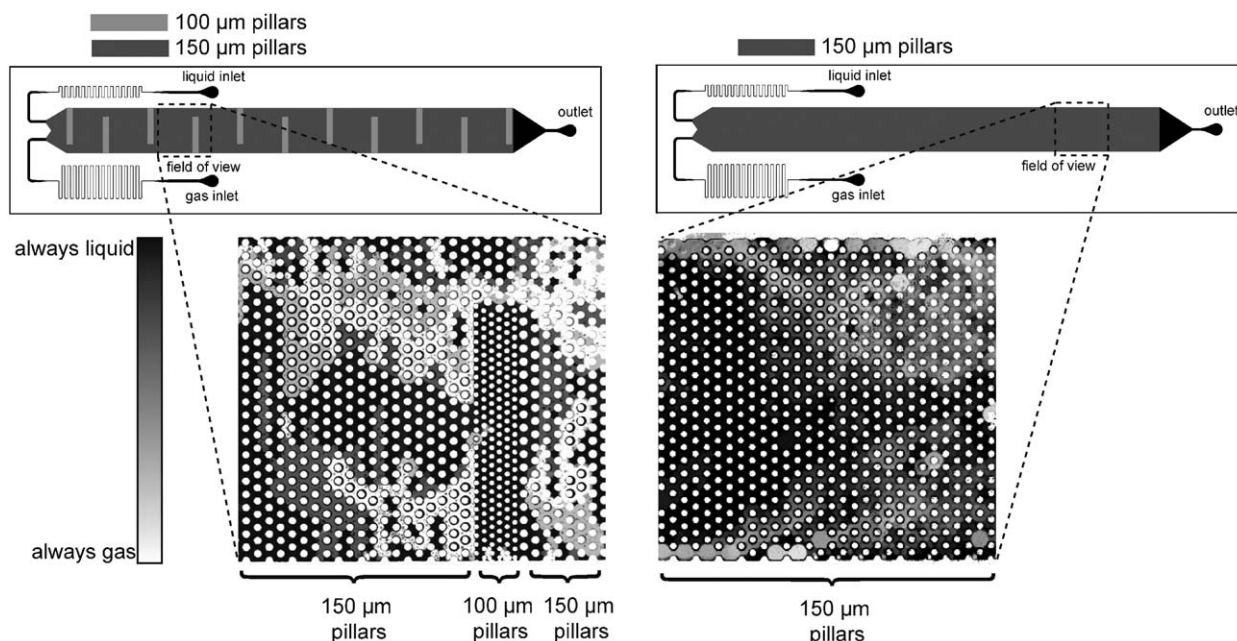 100 µm pillars
150 µm pillars
liquid inlet
outlet
field of view
gas inlet
150 µm pillars
liquid inlet
outlet
field of view
gas inlet
always liquid
always gas
150 µm
pillars
100 µm
pillars
150 µm
pillars
150 µm
pillars